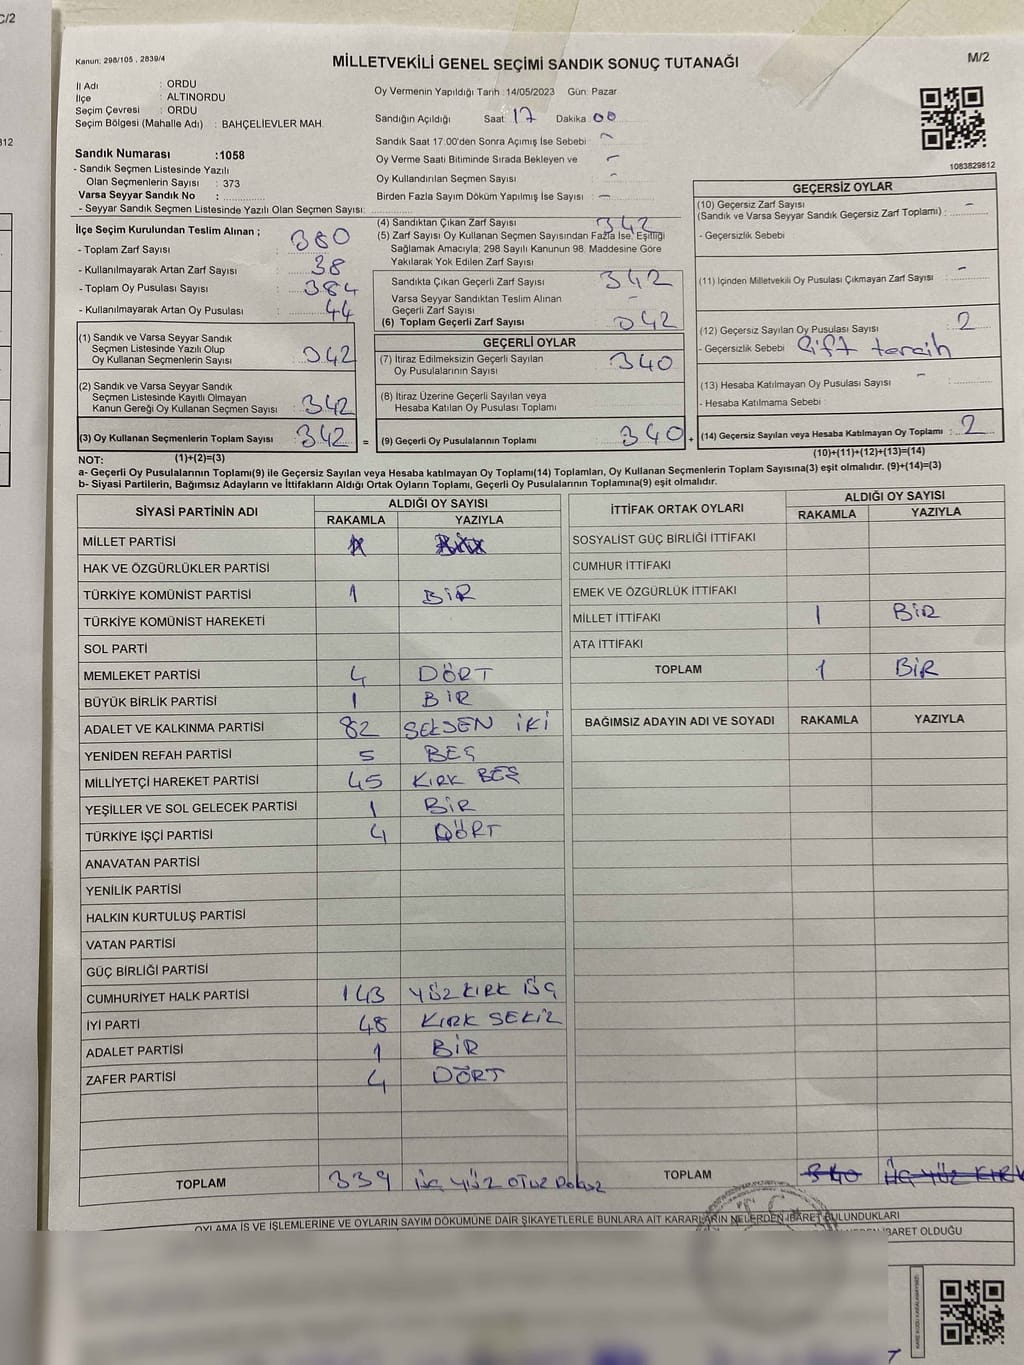 C/2
812
Kanun: 298/105 , 2839/4
MİLLETVEKİLİ GENEL SEÇİMİ SANDIK SONUÇ TUTANAĞI
M/2
İl Adı : ORDU
İlçe : ALTINORDU
Seçim Çevresi : ORDU
Seçim Bölgesi (Mahalle Adı) : BAHÇELİEVLER MAH.
Sandık Numarası :1058
- Sandık Seçmen Listesinde Yazılı
Olan Seçmenlerin Sayısı : 373
Varsa Seyyar Sandık No :
- Seyyar Sandık Seçmen Listesinde Yazılı Olan Seçmen Sayısı:
Oy Vermenin Yapıldığı Tarih :14/05/2023 Gün: Pazar
Sandığın Açıldığı Saat 17 Dakika 00
Sandık Saat 17:00'den Sonra Açımış İse Sebebi : -
Oy Verme Saati Bitiminde Sırada Bekleyen ve -
Oy Kullandırılan Seçmen Sayısı : -
Birden Fazla Sayım Döküm Yapılmış İse Sayısı : -
1083829812
İlçe Seçim Kurulundan Teslim Alınan ;
- Toplam Zarf Sayısı : 380
- Kullanılmayarak Artan Zarf Sayısı : 38
- Toplam Oy Pusulası Sayısı : 384
- Kullanılmayarak Artan Oy Pusulası : 44
(1) Sandık ve Varsa Seyyar Sandık
Seçmen Listesinde Yazılı Olup
Oy Kullanan Seçmenlerin Sayısı : 342
(2) Sandık ve Varsa Seyyar Sandık
Seçmen Listesinde Kayıtlı Olmayan
Kanun Gereği Oy Kullanan Seçmen Sayısı : 342
(3) Oy Kullanan Seçmenlerin Toplam Sayısı 342 =
(1)+(2)=(3)
(4) Sandıktan Çıkan Zarf Sayısı : 342
(5) Zarf Sayısı Oy Kullanan Seçmen Sayısından Fazla İse, Eşitliği
Sağlamak Amacıyla; 298 Sayılı Kanunun 98. Maddesine Göre
Yakılarak Yok Edilen Zarf Sayısı
Sandıkta Çıkan Geçerli Zarf Sayısı : 342
Varsa Seyyar Sandıktan Teslim Alınan -
Geçerli Zarf Sayısı :
(6) Toplam Geçerli Zarf Sayısı : 342
GEÇERLİ OYLAR
(7) İtiraz Edilmeksizin Geçerli Sayılan
Oy Pusulalarının Sayısı : 340
(8) İtiraz Üzerine Geçerli Sayılan veya
Hesaba Katılan Oy Pusulası Toplamı
(9) Geçerli Oy Pusulalarının Toplamı 340 +
GEÇERSİZ OYLAR
(10) Geçersiz Zarf Sayısı -
(Sandık ve Varsa Seyyar Sandık Geçersiz Zarf Toplamı) :
- Geçersizlik Sebebi :
(11) İçinden Milletvekili Oy Pusulası Çıkmayan Zarf Sayısı : -
(12) Geçersiz Sayılan Oy Pusulası Sayısı : 2
- Geçersizlik Sebebi Çift tercih
(13) Hesaba Katılmayan Oy Pusulası Sayısı : -
- Hesaba Katılmama Sebebi :
(14) Geçersiz Sayılan veya Hesaba Katılmayan Oy Toplamı : 2
(10)+(11)+(12)+(13)=(14)
NOT:
a- Geçerli Oy Pusulalarının Toplamı(9) ile Geçersiz Sayılan veya Hesaba katılmayan Oy Toplamı(14) Toplamları, Oy Kullanan Seçmenlerin Toplam Sayısına(3) eşit olmalıdır. (9)+(14)=(3)
b- Siyasi Partilerin, Bağımsız Adayların ve İttifakların Aldığı Ortak Oyların Toplamı, Geçerli Oy Pusulalarının Toplamına(9) eşit olmalıdır.
SİYASİ PARTİNİN ADI ALDIĞI OY SAYISI
RAKAMLA YAZIYLA
MİLLET PARTİSİ
HAK VE ÖZGÜRLÜKLER PARTİSİ
TÜRKİYE KOMÜNİST PARTİSİ 1 BİR
TÜRKİYE KOMÜNİST HAREKETİ
SOL PARTİ
MEMLEKET PARTİSİ 4 DÖRT
BÜYÜK BİRLİK PARTİSİ 1 BİR
ADALET VE KALKINMA PARTİSİ 82 SEKSEN İKİ
YENİDEN REFAH PARTİSİ 5 BEŞ
MİLLİYETÇİ HAREKET PARTİSİ 45 KIRK BEŞ
YEŞİLLER VE SOL GELECEK PARTİSİ 1 BİR
TÜRKİYE İŞÇİ PARTİSİ 4 DÖRT
ANAVATAN PARTİSİ
YENİLİK PARTİSİ
HALKIN KURTULUŞ PARTİSİ
VATAN PARTİSİ
GÜÇ BİRLİĞİ PARTİSİ
CUMHURİYET HALK PARTİSİ 143 YÜZ KIRK ÜÇ
İYİ PARTİ 48 KIRK SEKİZ
ADALET PARTİSİ 1 BİR
ZAFER PARTİSİ 4 DÖRT
TOPLAM 339 ÜÇ YÜZ OTUZ DOKUZ
İTTİFAK ORTAK OYLARI ALDIĞI OY SAYISI
RAKAMLA YAZIYLA
SOSYALİST GÜÇ BİRLİĞİ İTTİFAKI
CUMHUR İTTİFAKI
EMEK VE ÖZGÜRLÜK İTTİFAKI
MİLLET İTTİFAKI 1 BİR
ATA İTTİFAKI
TOPLAM 1 BİR
BAĞIMSIZ ADAYIN ADI VE SOYADI RAKAMLA YAZIYLA
TOPLAM 340 ÜÇ YÜZ KIRK
OYLAMA İŞ VE İŞLEMLERİNE VE OYLARIN SAYIM DÖKÜMÜNE DAİR ŞİKAYETLERLE BUNLARA AİT KARARLARIN NELERDEN İBARET BULUNDUKLARI
İBARET OLDUĞU